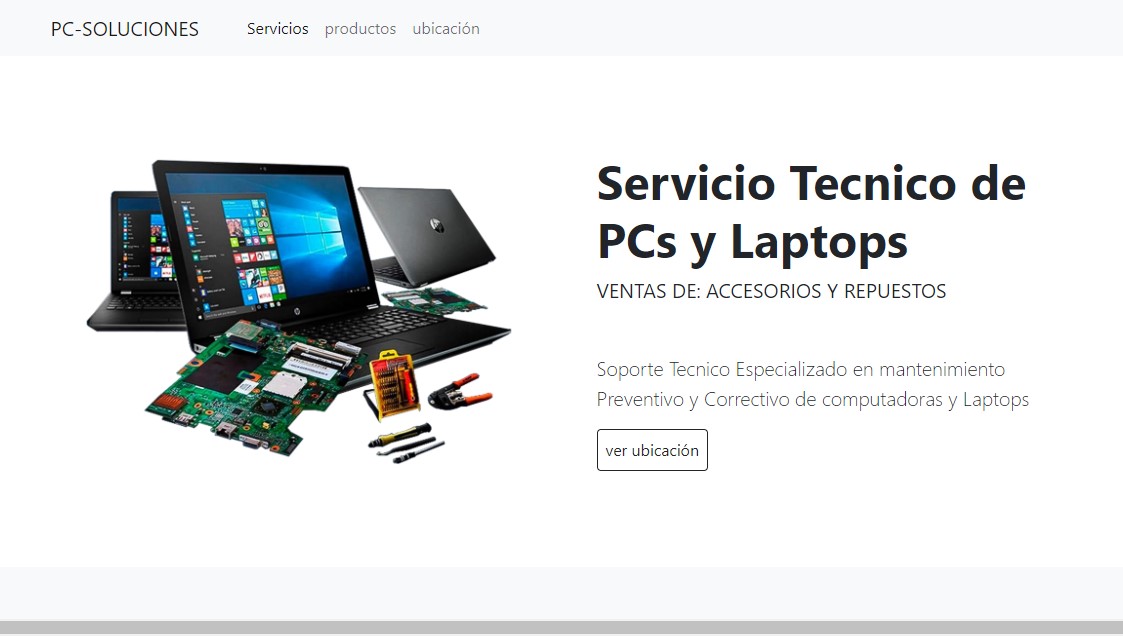 PC-SOLUCIONES
Servicios
productos
ubicación
Servicio Tecnico de
PCs y Laptops
VENTAS DE: ACCESORIOS Y REPUESTOS
Soporte Tecnico Especializado en mantenimiento
Preventivo y Correctivo de computadoras y Laptops
ver ubicación